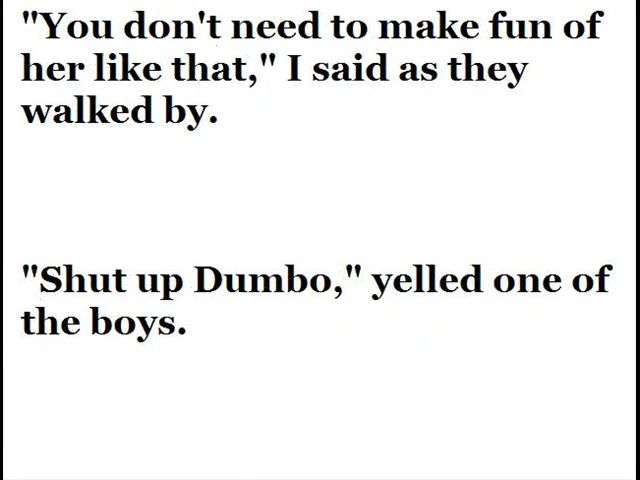 "You don't need to make fun of
her like that," I said as they
walked by.
"Shut up Dumbo," yelled one of
the boys.